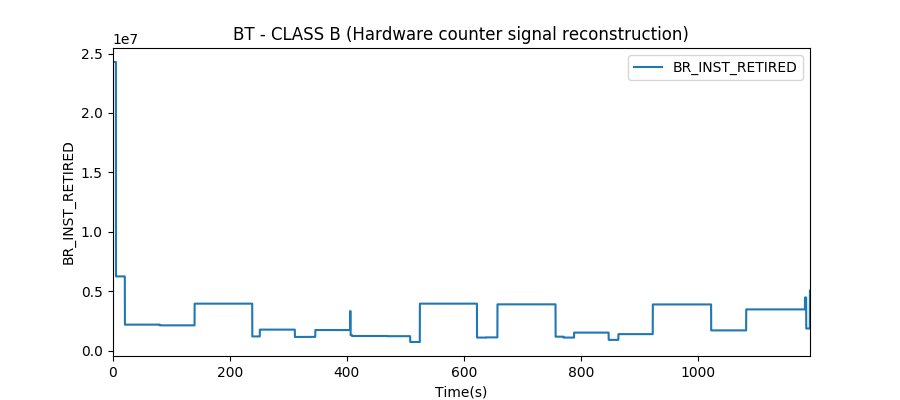 BT - CLASS B (Hardware counter signal reconstruction)
1e7
BR_INST_RETIRED
2.5
2.0
1.5
1.0
0.5
0.0
BR_INST_RETIRED
0 200 400 600 800 1000
Time(s)